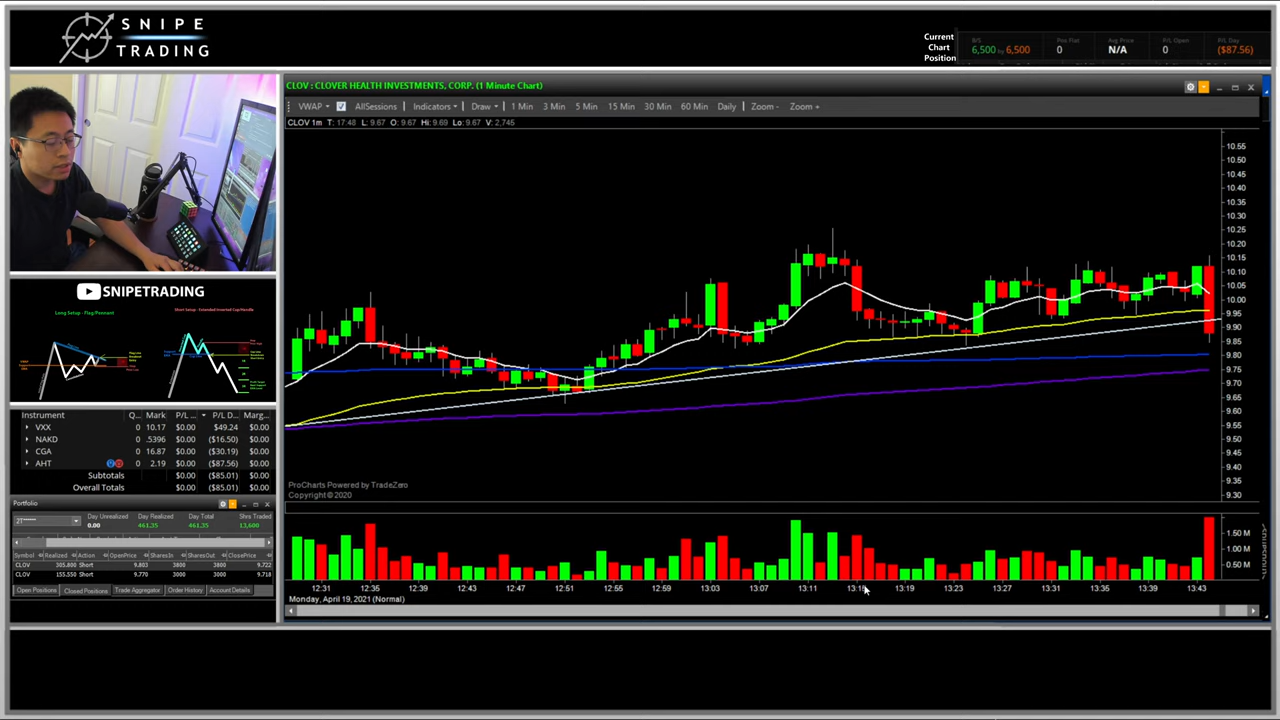 SNIPE
TRADING
Current
Chart
Position
B/S
6,500 by 6,500
Pos Flat
0
Avg Price
N/A
P/L Open
0
P/L Day
($87.56)
CLOV : CLOVER HEALTH INVESTMENTS, CORP. (1 Minute Chart)
VWAP AllSessions Indicators Draw 1 Min 3 Min 5 Min 15 Min 30 Min 60 Min Daily Zoom - Zoom +
CLOV 1m T: 17:48 L: 9.67 O: 9.67 Hi: 9.69 Lo: 9.67 V: 2,745
10.55
10.50
10.45
10.40
10.35
10.30
10.25
10.20
10.15
10.10
10.05
10.00
9.95
9.90
9.85
9.80
9.75
9.70
9.65
9.60
9.55
9.50
9.45
9.40
9.35
9.30
ProCharts Powered by TradeZero
Copyright © 2020
1.50 M
1.00 M
0.50 M
12:31 12:35 12:39 12:43 12:47 12:51 12:55 12:59 13:03 13:07 13:11 13:19 13:23 13:27 13:31 13:35 13:39 13:43
Monday, April 19, 2021 (Normal)
SNIPETRADING
Long Setup - Flag/Pennant
Short Setup - Extended Inverted Cup/Handle
Instrument Q... Mark P/L ... P/L D... Marg...
VXX 0 10.17 $0.00 $49.24 $0.00
NAKD 0 .5396 $0.00 ($16.50) $0.00
CGA 0 16.87 $0.00 ($30.19) $0.00
AHT 0 2.19 $0.00 ($87.56) $0.00
Subtotals $0.00 ($85.01) $0.00
Overall Totals $0.00 ($85.01) $0.00
Portfolio
Day Unrealized Day Realized Day Total Shrs Traded
0.00 461.35 461.35 13,600
Symbol Realized Action OpenPrice SharesIn SharesOut ClosePrice
CLOV 305.800 Short 9.803 3800 3800 9.722
CLOV 155.550 Short 9.770 3000 3000 9.718
Open Positions Closed Positions Trade Aggregator Order History Account Details